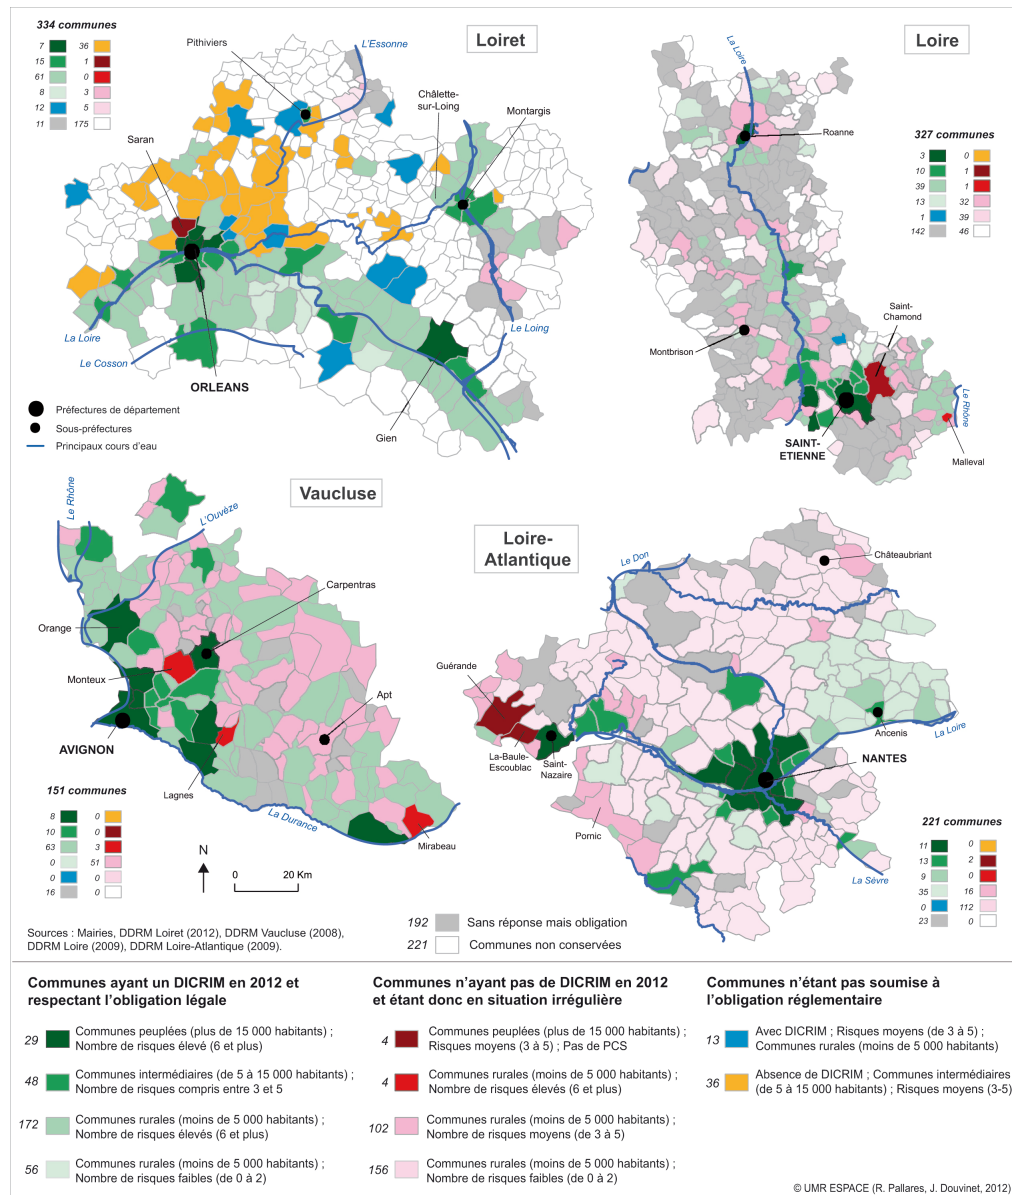 334 communes
7 36
15 1
61 0
8 3
12 5
11 175
Pithiviers
L'Essonne
Loiret
Châlette-
sur-Loing
Montargis
Saran
La Loire
Le Cosson
ORLEANS
Le Loing
Gien
Préfectures de département
Sous-préfectures
Principaux cours d'eau
Loire
La Loire
Roanne
327 communes
3 0
10 1
39 1
13 32
1 39
142 46
Saint-
Chamond
Montbrison
Le Rhône
SAINT-
ETIENNE
Malleval
Vaucluse
Le Rhône
L'Ouvèze
Carpentras
Orange
Monteux
Apt
AVIGNON
Lagnes
La Durance
Mirabeau
151 communes
8 0
10 0
63 3
0 51
0 0
16 0
N
0 20 Km
Loire-
Atlantique
Le Don
Châteaubriant
Guérande
La-Baule-
Escoublac
Saint-
Nazaire
Ancenis
La Loire
NANTES
Pornic
La Sèvre
221 communes
11 0
13 2
9 0
35 16
0 112
23 0
Sources : Mairies, DDRM Loiret (2012), DDRM Vaucluse (2008),
DDRM Loire (2009), DDRM Loire-Atlantique (2009).
192 Sans réponse mais obligation
221 Communes non conservées
Communes ayant un DICRIM en 2012 et
respectant l'obligation légale
29 Communes peuplées (plus de 15 000 habitants) ;
Nombre de risques élevé (6 et plus)
48 Communes intermédiaires (de 5 à 15 000 habitants) ;
Nombre de risques compris entre 3 et 5
172 Communes rurales (moins de 5 000 habitants) ;
Nombre de risques élevés (6 et plus)
56 Communes rurales (moins de 5 000 habitants) ;
Nombre de risques faibles (de 0 à 2)
Communes n'ayant pas de DICRIM en 2012
et étant donc en situation irrégulière
4 Communes peuplées (plus de 15 000 habitants) ;
Risques moyens (3 à 5) ; Pas de PCS
4 Communes rurales (moins de 5 000 habitants) ;
Nombre de risques élevés (6 et plus)
102 Communes rurales (moins de 5 000 habitants) ;
Nombre de risques moyens (de 3 à 5)
156 Communes rurales (moins de 5 000 habitants) ;
Nombre de risques faibles (de 0 à 2)
Communes n'étant pas soumise à
l'obligation réglementaire
13 Avec DICRIM ; Risques moyens (de 3 à 5) ;
Communes rurales (moins de 5 000 habitants)
36 Absence de DICRIM ; Communes intermédiaires
(de 5 à 15 000 habitants) ; Risques moyens (3-5)
© UMR ESPACE (R. Pallares, J. Douvinet, 2012)